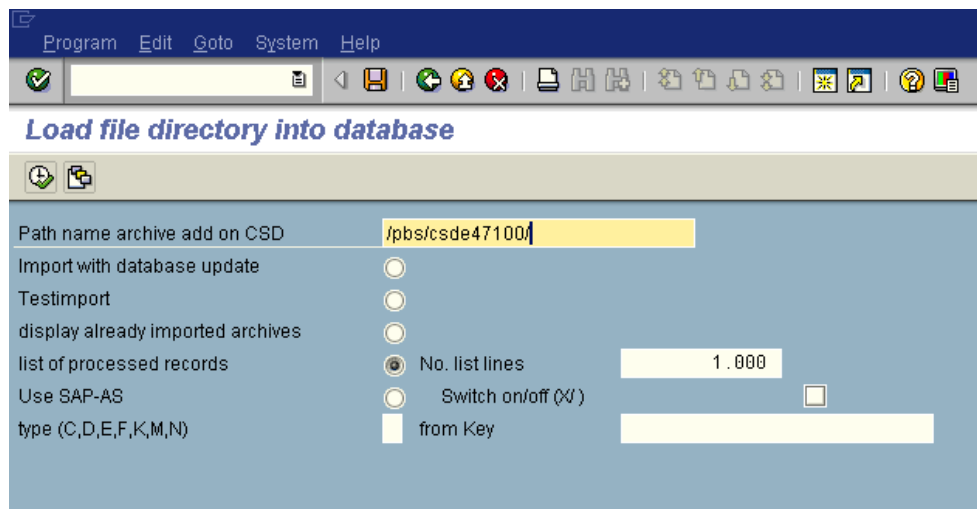 Program Edit Goto System Help
Load file directory into database
Path name archive add on CSD /pbs/csde47100/
Import with database update
Testimport
display already imported archives
list of processed records No. list lines 1.000
Use SAP-AS Switch on/off (X/ )
type (C,D,E,F,K,M,N) from Key